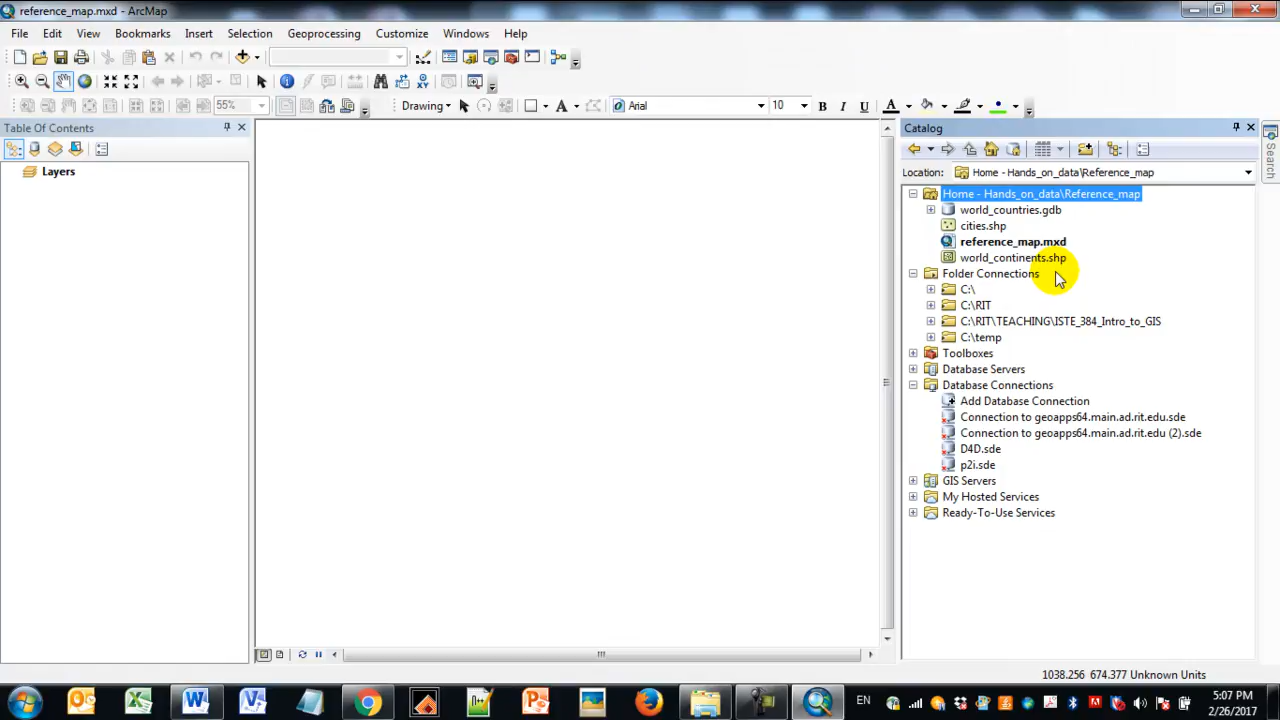 reference_map.mxd - ArcMap
File Edit View Bookmarks Insert Selection Geoprocessing Customize Windows Help
55% Drawing Arial 10 B I U A
Table Of Contents
Layers
Catalog
Location: Home - Hands_on_data\Reference_map
Home - Hands_on_data\Reference_map
world_countries.gdb
cities.shp
reference_map.mxd
world_continents.shp
Folder Connections
C:\
C:\RIT
C:\RIT\TEACHING\ISTE_384_Intro_to_GIS
C:\temp
Toolboxes
Database Servers
Database Connections
Add Database Connection
Connection to geoapps64.main.ad.rit.edu.sde
Connection to geoapps64.main.ad.rit.edu (2).sde
D4D.sde
p2i.sde
GIS Servers
My Hosted Services
Ready-To-Use Services
Search
1038.256 674.377 Unknown Units
EN
5:07 PM
2/26/2017